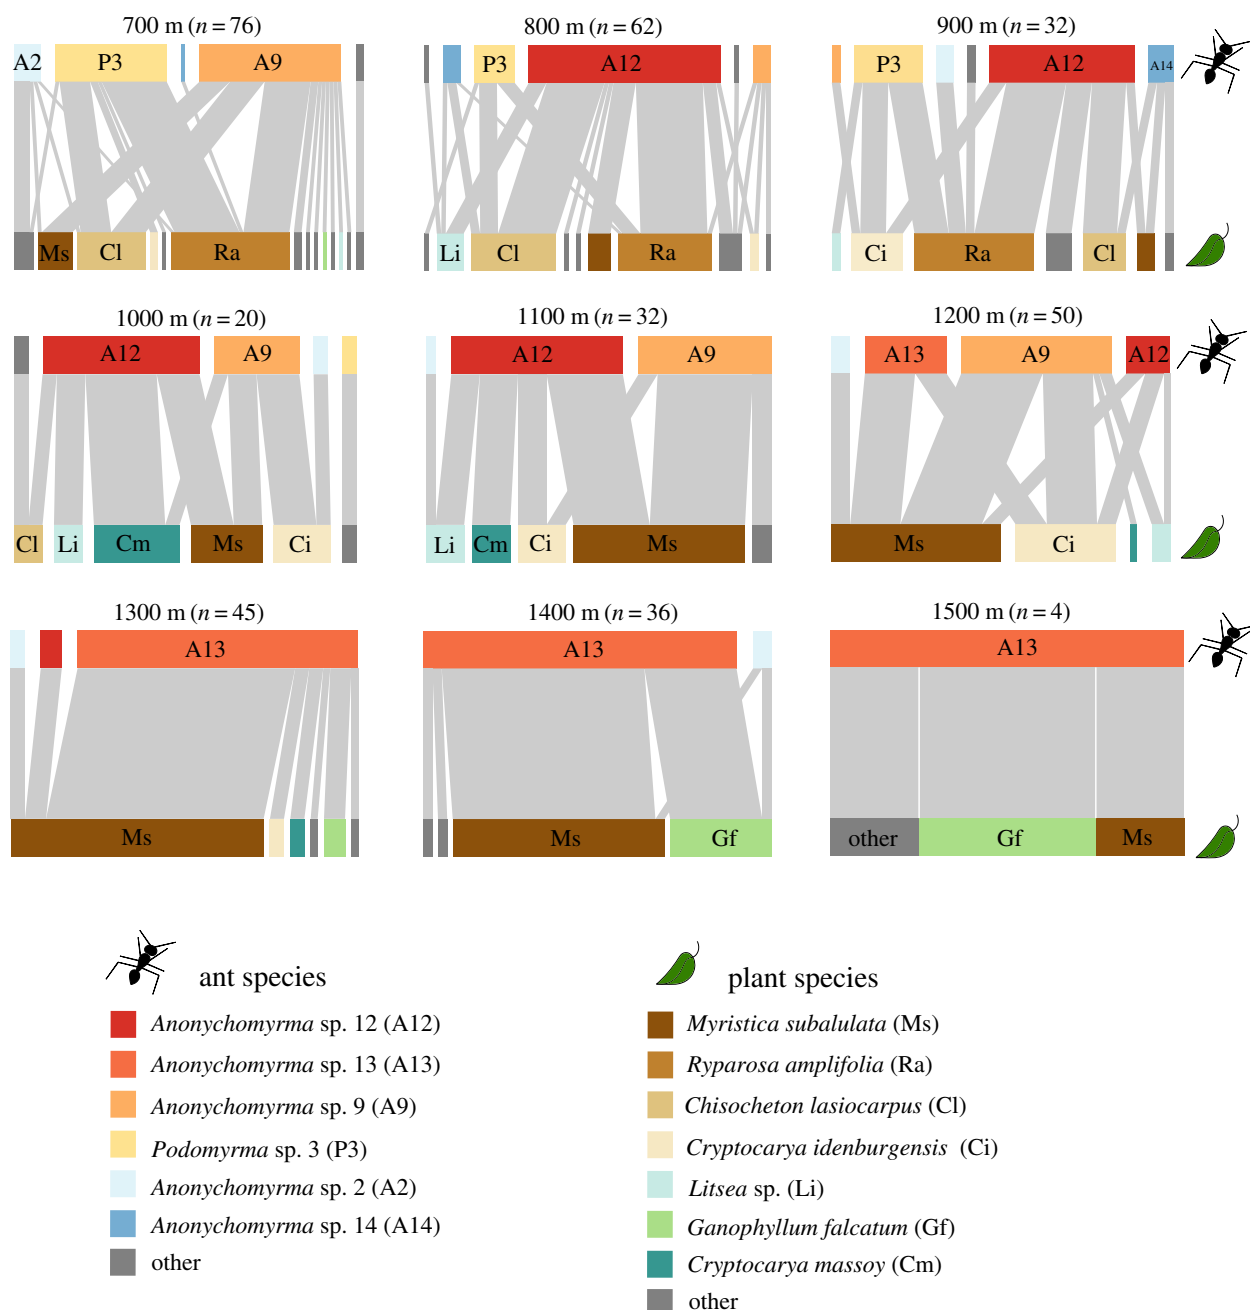 700 m (n = 76)
800 m (n = 62)
900 m (n = 32)
A2 P3 A9
P3 A12
P3 A12 A14
Ms Cl Ra
Li Cl Ra
Ci Ra Cl
1000 m (n = 20)
1100 m (n = 32)
1200 m (n = 50)
A12 A9
A12 A9
A13 A9 A12
Cl Li Cm Ms Ci
Li Cm Ci Ms
Ms Ci
1300 m (n = 45)
1400 m (n = 36)
1500 m (n = 4)
A13
A13
A13
Ms
Ms Gf
other Gf Ms
ant species
Anonychomyrma sp. 12 (A12)
Anonychomyrma sp. 13 (A13)
Anonychomyrma sp. 9 (A9)
Podomyrma sp. 3 (P3)
Anonychomyrma sp. 2 (A2)
Anonychomyrma sp. 14 (A14)
other
plant species
Myristica subalulata (Ms)
Ryparosa amplifolia (Ra)
Chisocheton lasiocarpus (Cl)
Cryptocarya idenburgensis (Ci)
Litsea sp. (Li)
Ganophyllum falcatum (Gf)
Cryptocarya massoy (Cm)
other